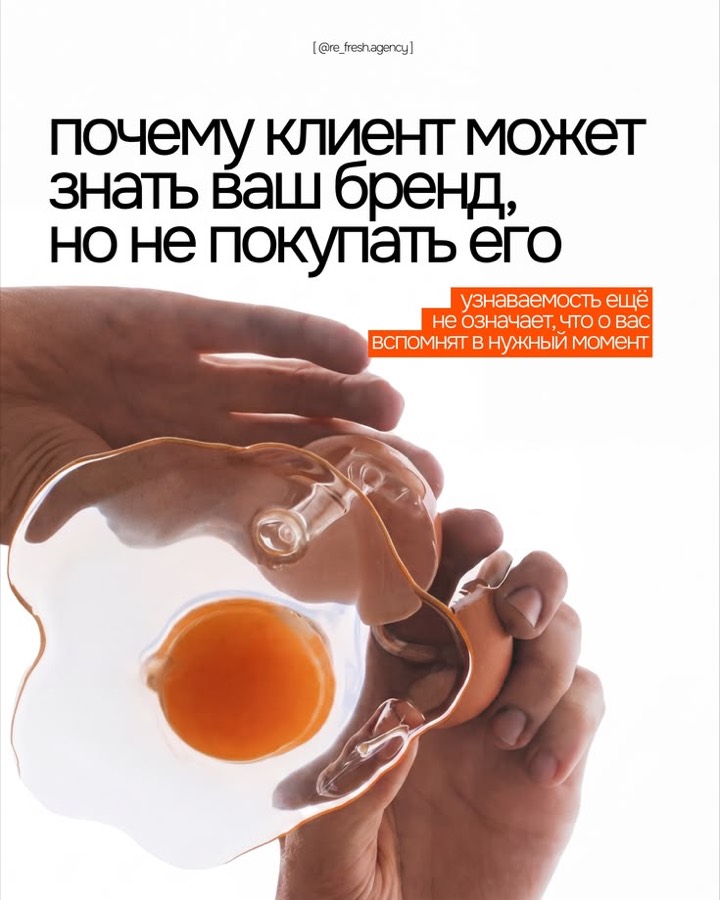 [ @re_fresh.agency ]
почему клиент может
знать ваш бренд,
но не покупать его
узнаваемость ещё
не означает, что о вас
вспомнят в нужный момент